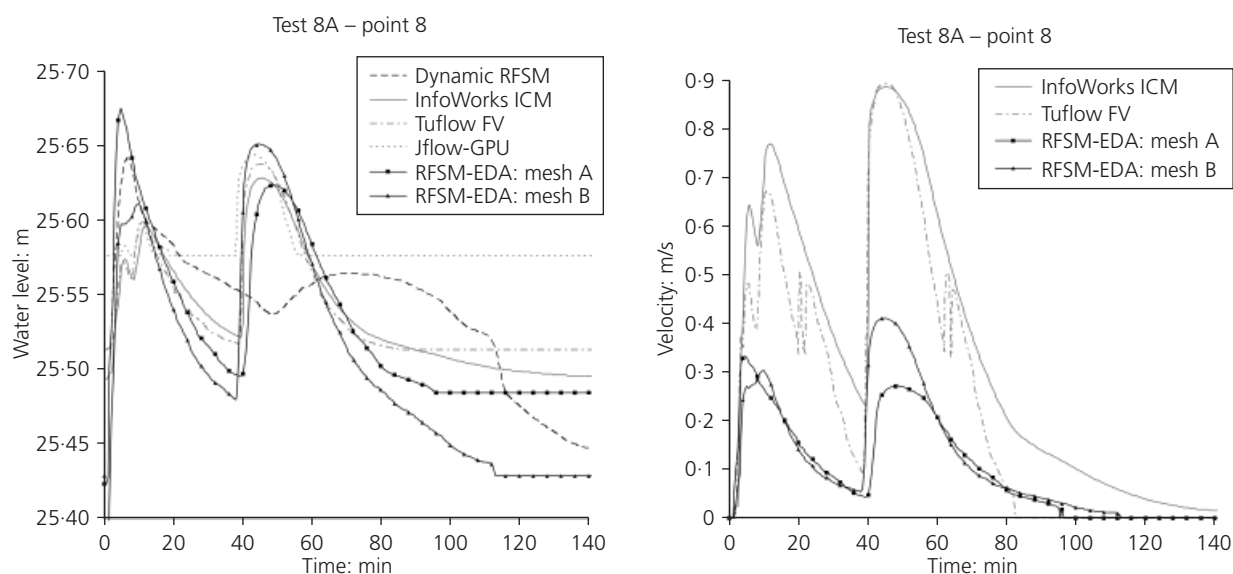 Test 8A – point 8
25·70
25·65
25·60
25·55
25·50
25·45
25·40
Water level: m
0 20 40 60 80 100 120 140
Time: min
Dynamic RFSM
InfoWorks ICM
Tuflow FV
Jflow-GPU
RFSM-EDA: mesh A
RFSM-EDA: mesh B
Test 8A – point 8
0·9
0·8
0·7
0·6
0·5
0·4
0·3
0·2
0·1
0
Velocity: m/s
0 20 40 60 80 100 120 140
Time: min
InfoWorks ICM
Tuflow FV
RFSM-EDA: mesh A
RFSM-EDA: mesh B